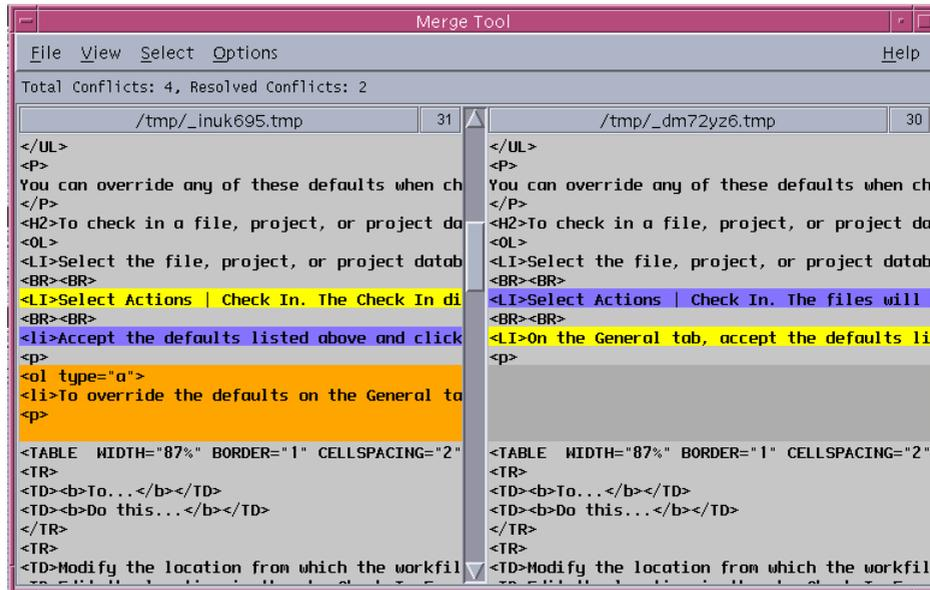 Merge Tool
File View Select Options Help
Total Conflicts: 4, Resolved Conflicts: 2
/tmp/_inuk695.tmp 31
</UL>
<P>
You can override any of these defaults when ch
</P>
<H2>To check in a file, project, or project da
<OL>
<LI>Select the file, project, or project datab
<BR><BR>
<LI>Select Actions | Check In. The Check In di
<BR><BR>
<li>Accept the defaults listed above and click
<p>
<ol type="a">
<li>To override the defaults on the General ta
<p>
<TABLE  WIDTH="87%" BORDER="1" CELLSPACING="2"
<TR>
<TD><b>To...</b></TD>
<TD><b>Do this...</b></TD>
</TR>
<TR>
<TD>Modify the location from which the workfil
/tmp/_dm72yz6.tmp 30
</UL>
<P>
You can override any of these defaults when ch
</P>
<H2>To check in a file, project, or project da
<OL>
<LI>Select the file, project, or project datab
<BR><BR>
<LI>Select Actions | Check In. The files will
<BR><BR>
<LI>On the General tab, accept the defaults li
<p>
<TABLE  WIDTH="87%" BORDER="1" CELLSPACING="2"
<TR>
<TD><b>To...</b></TD>
<TD><b>Do this...</b></TD>
</TR>
<TR>
<TD>Modify the location from which the workfil